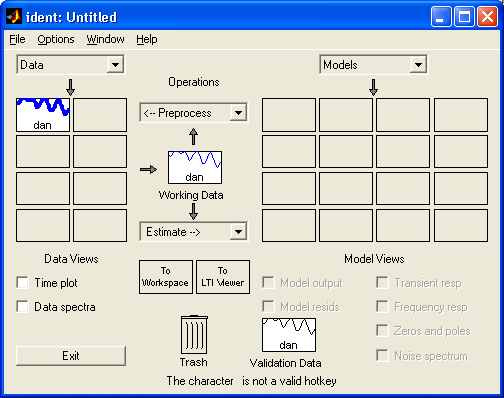 ident: Untitled
File Options Window Help
Data
Models
Operations
<-- Preprocess
dan
dan
Working Data
Estimate -->
Data Views
Model Views
Time plot
Data spectra
To
Workspace
To
LTI Viewer
Model output
Transient resp
Model resids
Frequency resp
Zeros and poles
Noise spectrum
dan
Exit
Trash
Validation Data
The character is not a valid hotkey